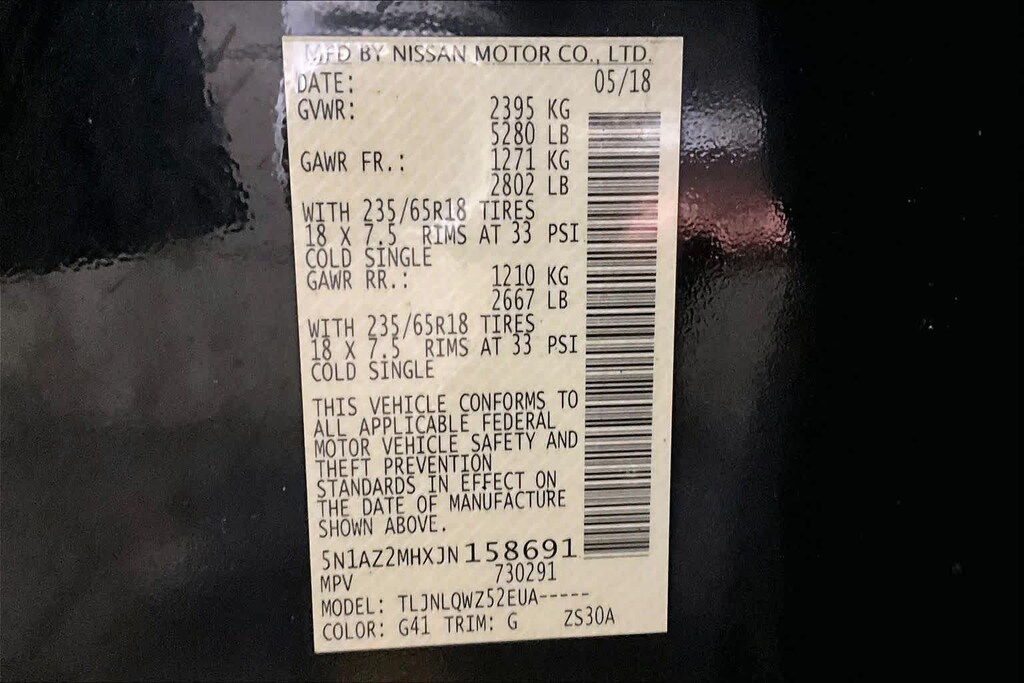 MFD BY NISSAN MOTOR CO., LTD.
DATE: 05/18
GVWR: 2395 KG
5280 LB
GAWR FR.: 1271 KG
2802 LB
WITH 235/65R18 TIRES
18 X 7.5 RIMS AT 33 PSI
COLD SINGLE
GAWR RR.: 1210 KG
2667 LB
WITH 235/65R18 TIRES
18 X 7.5 RIMS AT 33 PSI
COLD SINGLE
THIS VEHICLE CONFORMS TO
ALL APPLICABLE FEDERAL
MOTOR VEHICLE SAFETY AND
THEFT PREVENTION
STANDARDS IN EFFECT ON
THE DATE OF MANUFACTURE
SHOWN ABOVE.
5N1AZ2MHXJN158691
MPV 730291
MODEL: TLJNLQWZ52EUA-----
COLOR: G41 TRIM: G ZS30A